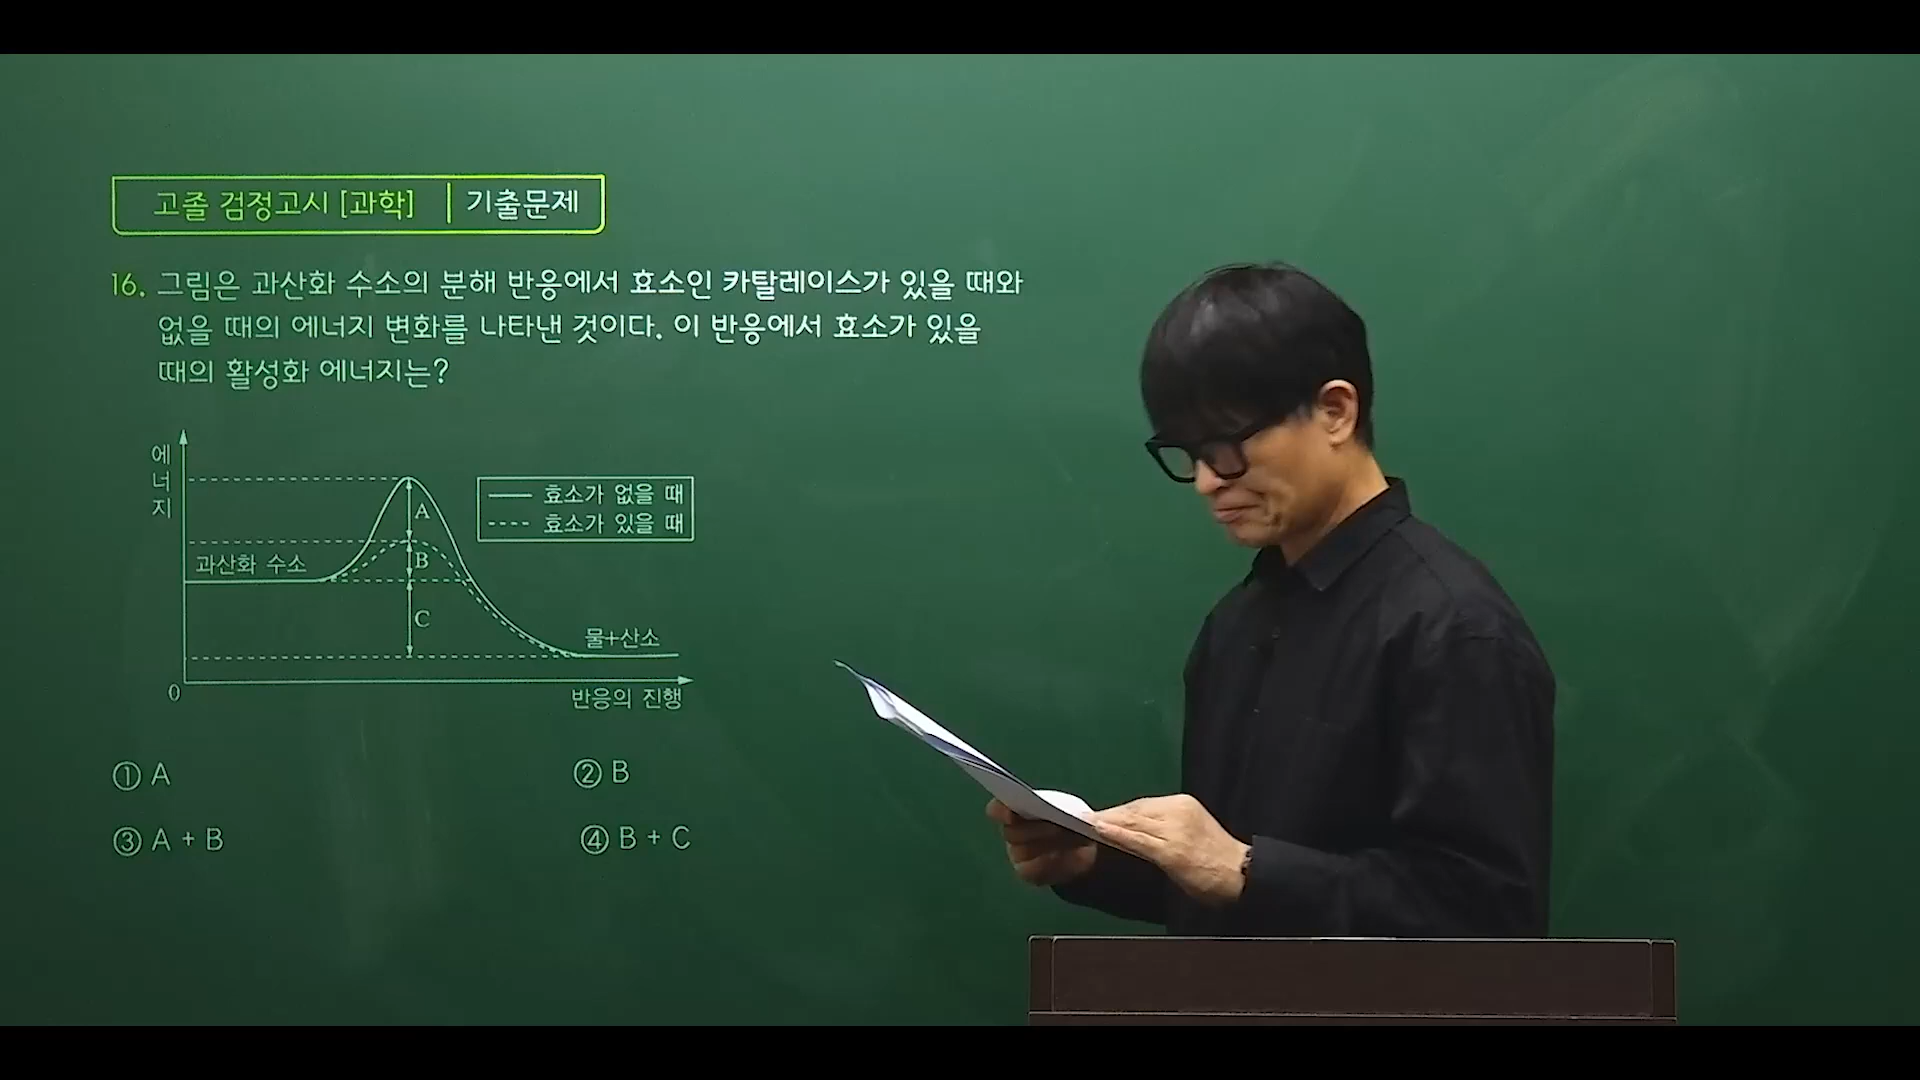 고졸 검정고시 [과학] | 기출문제
16. 그림은 과산화 수소의 분해 반응에서 효소인 카탈레이스가 있을 때와
없을 때의 에너지 변화를 나타낸 것이다. 이 반응에서 효소가 있을
때의 활성화 에너지는?
에너지
효소가 없을 때
효소가 있을 때
A
과산화 수소
B
C
물+산소
0
반응의 진행
① A
② B
③ A + B
④ B + C